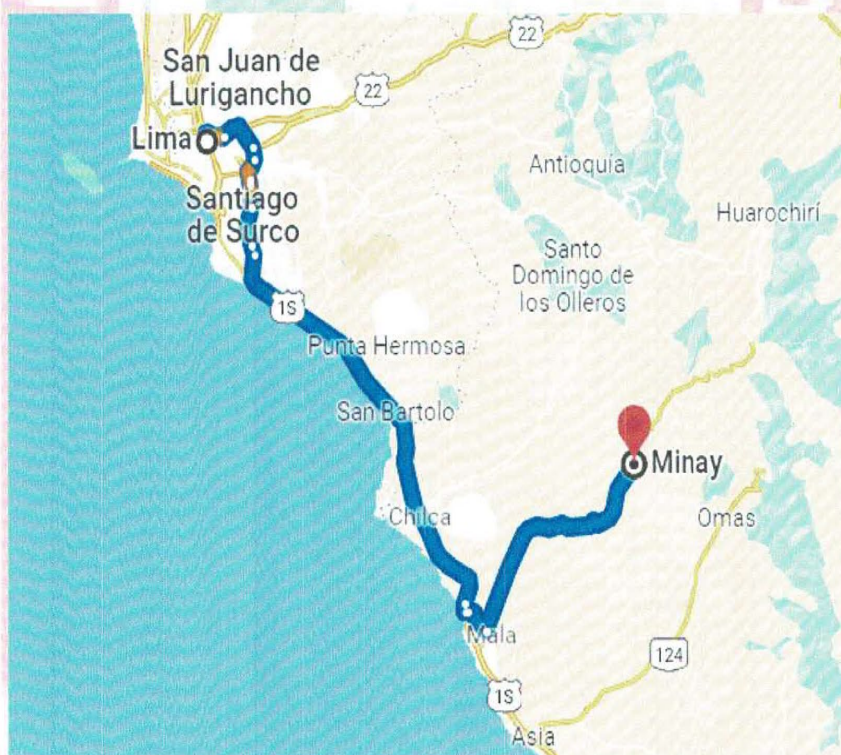 22
San Juan de
Lurigancho
22
Lima
Antioquía
Santiago
de Surco
Huarochirí
Santo
Domingo de
los Olleros
1S
Punta Hermosa
San Bartolo
Minay
Chilca
Omas
Mala
124
1S
Asia